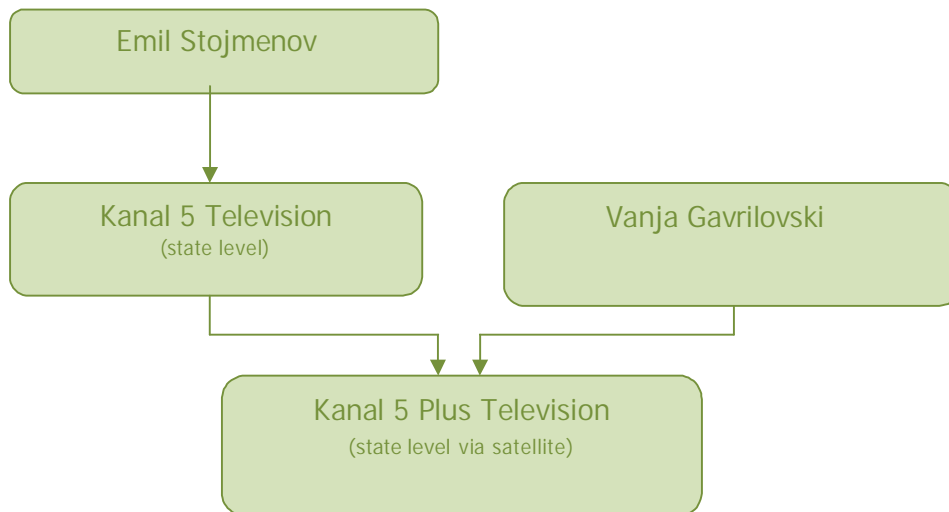 Emil Stojmenov
Kanal 5 Television
(state level)
Vanja Gavrilovski
Kanal 5 Plus Television
(state level via satellite)